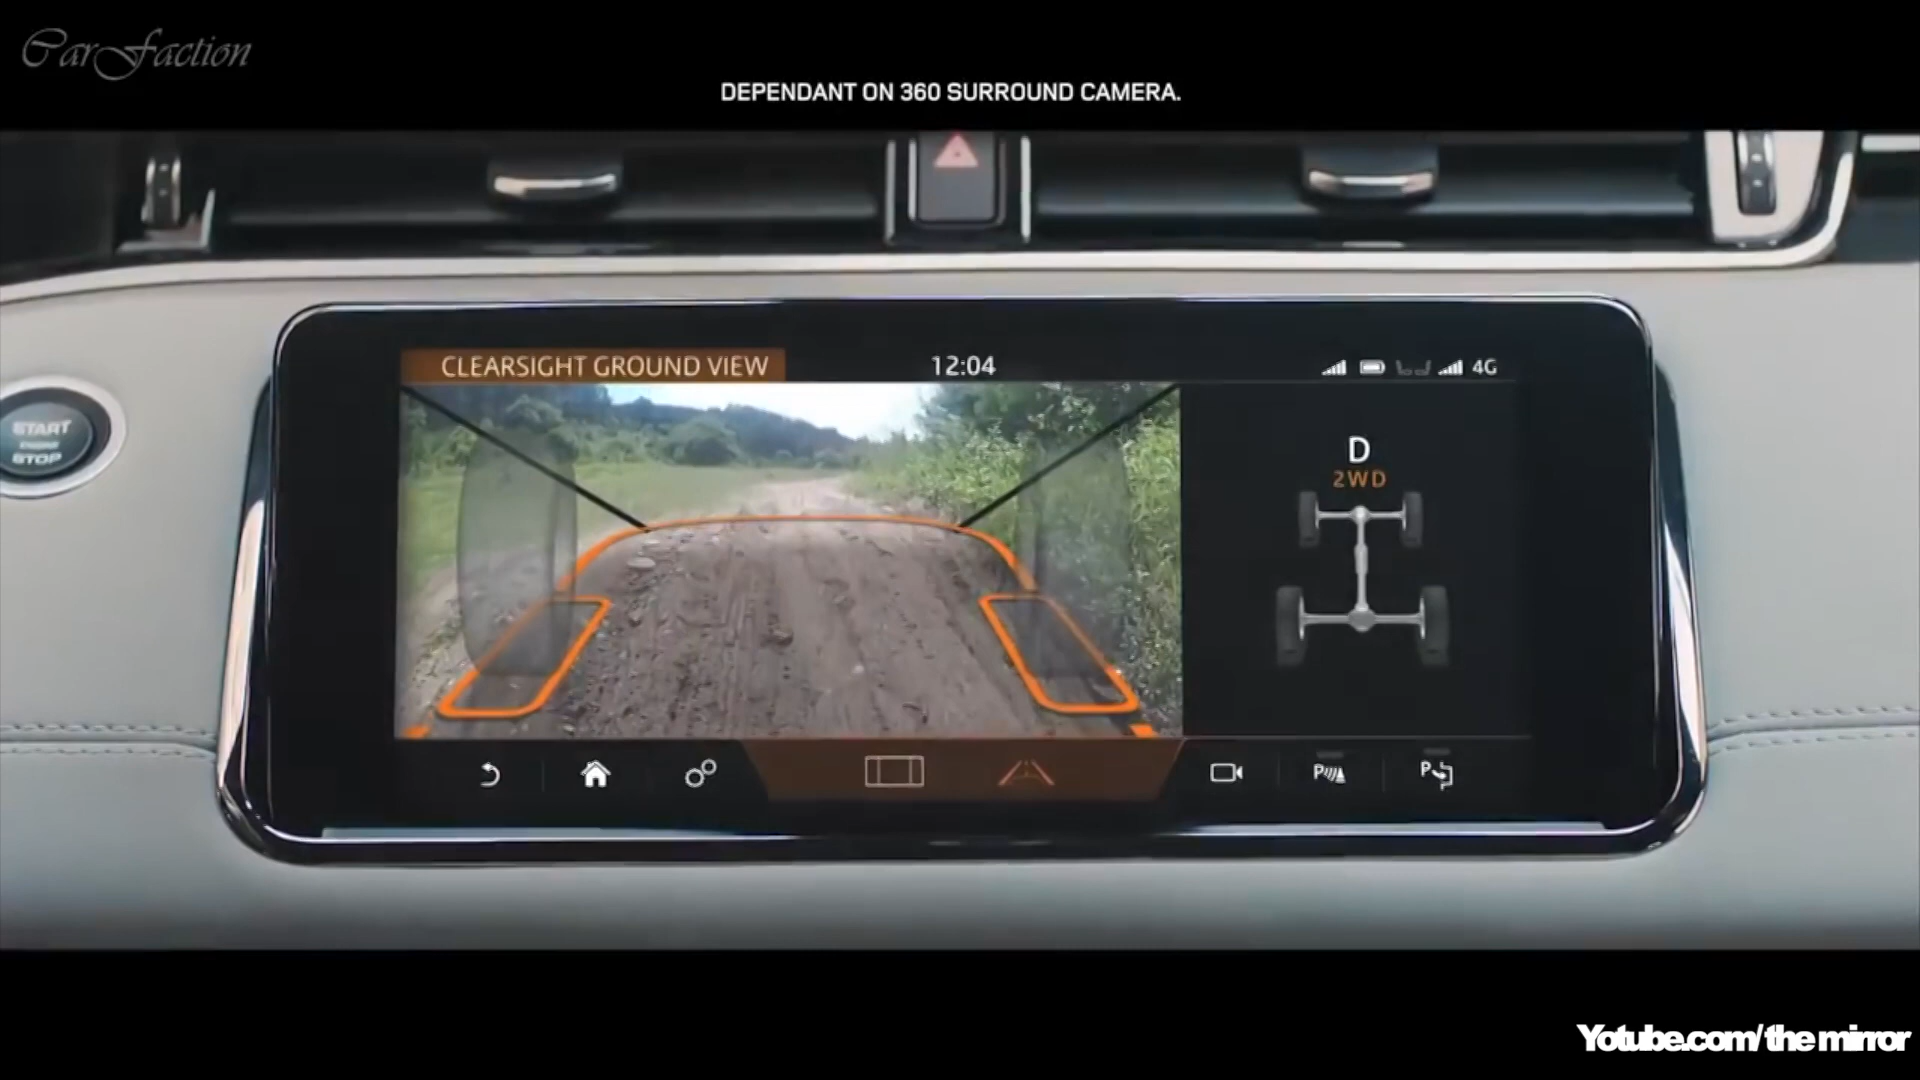 CarFaction
DEPENDANT ON 360 SURROUND CAMERA.
START
ENGINE
STOP
CLEARSIGHT GROUND VIEW
12:04
4G
D
2WD
P
P
Yotube.com/the mirror